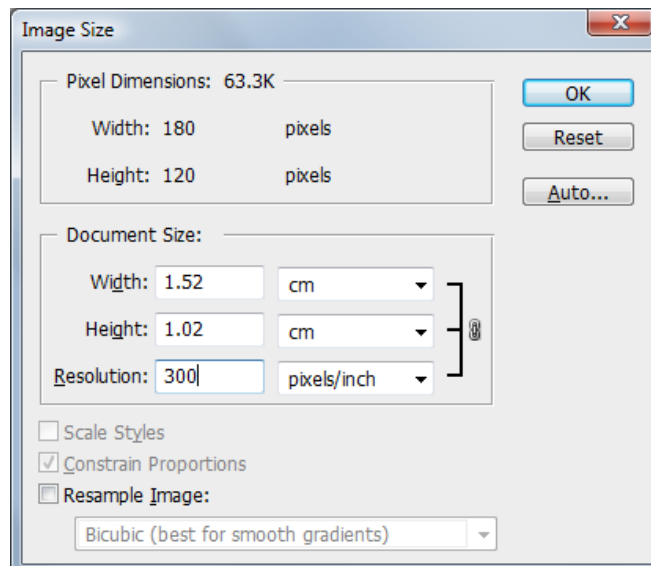 Image Size
Pixel Dimensions: 63.3K
Width: 180 pixels
Height: 120 pixels
OK
Reset
Auto...
Document Size:
Width: 1.52 cm
Height: 1.02 cm
Resolution: 300 pixels/inch
Scale Styles
Constrain Proportions
Resample Image:
Bicubic (best for smooth gradients)